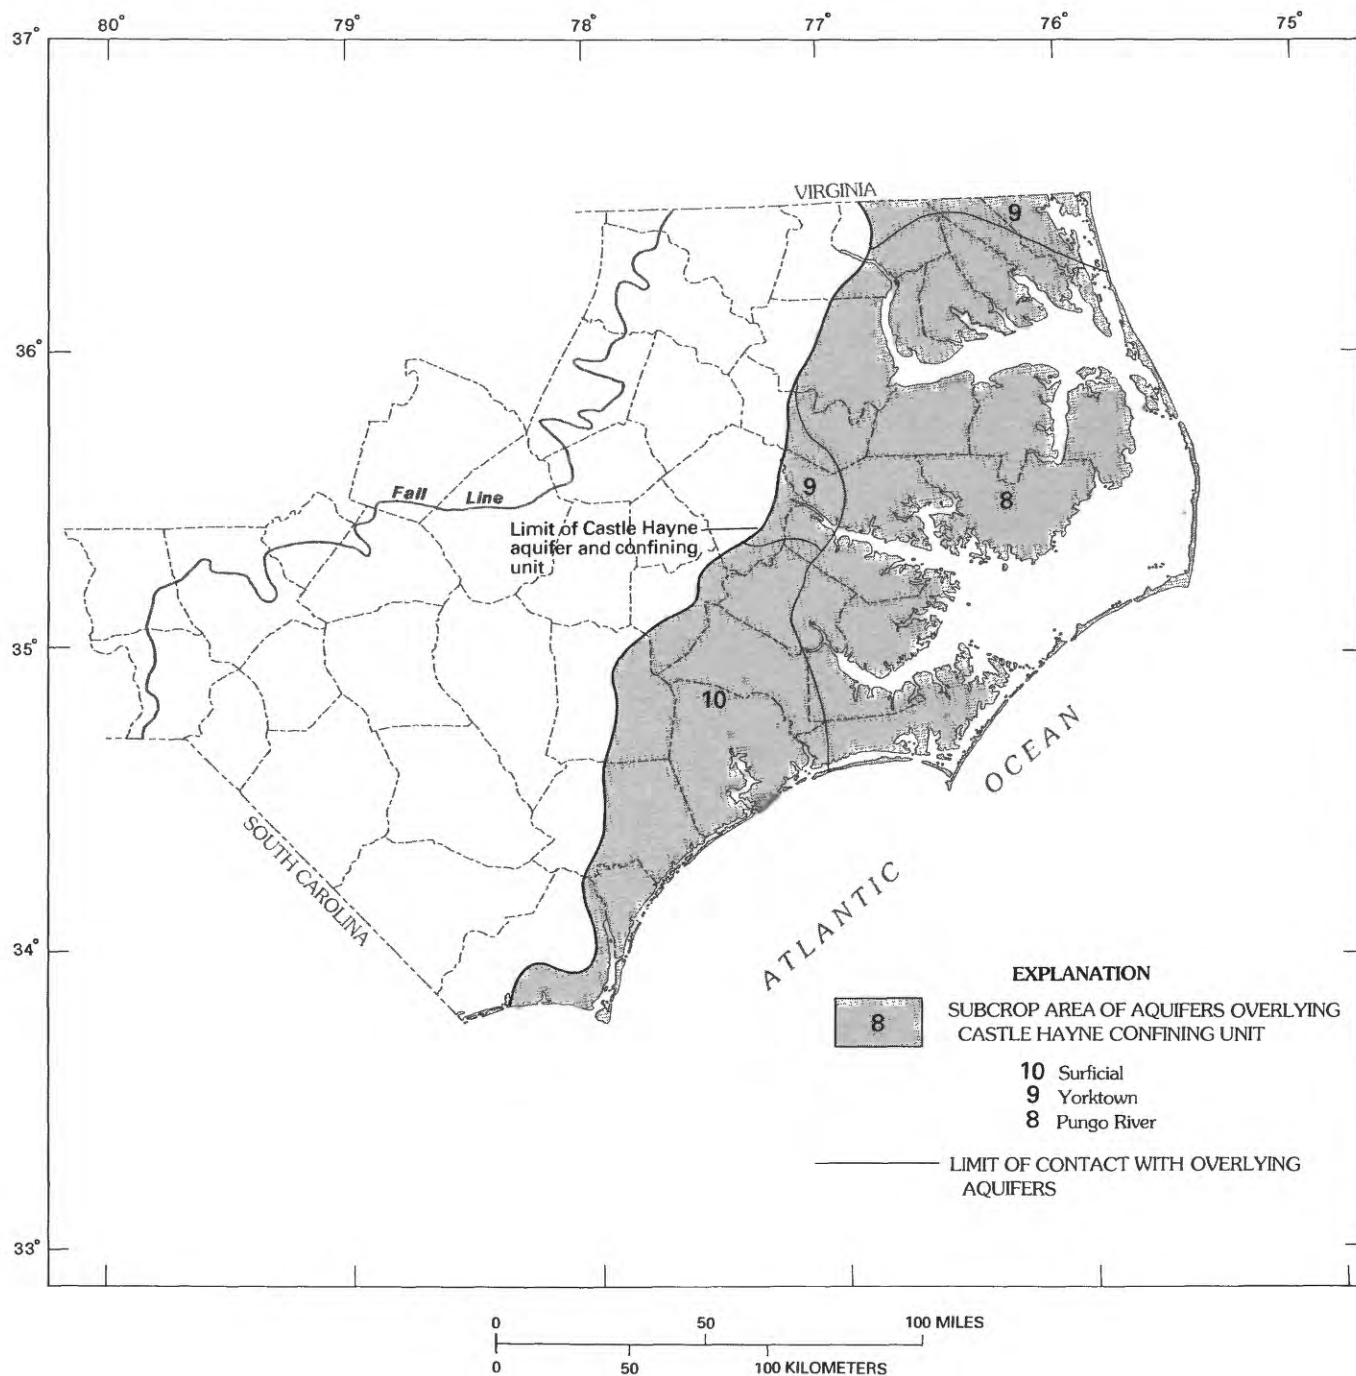 80° 79° 78° 77° 76° 75°
37°
VIRGINIA
9
36°
Fall Line
9
8
Limit of Castle Hayne
aquifer and confining
unit
35°
10
OCEAN
SOUTH CAROLINA
ATLANTIC
34°
EXPLANATION
8
SUBCROP AREA OF AQUIFERS OVERLYING
CASTLE HAYNE CONFINING UNIT
10 Surficial
9 Yorktown
8 Pungo River
LIMIT OF CONTACT WITH OVERLYING
AQUIFERS
33°
0 50 100 MILES
0 50 100 KILOMETERS